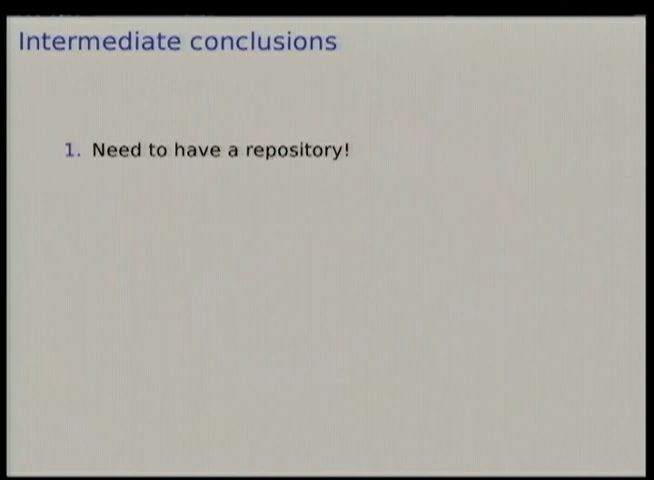 Intermediate conclusions
1. Need to have a repository!